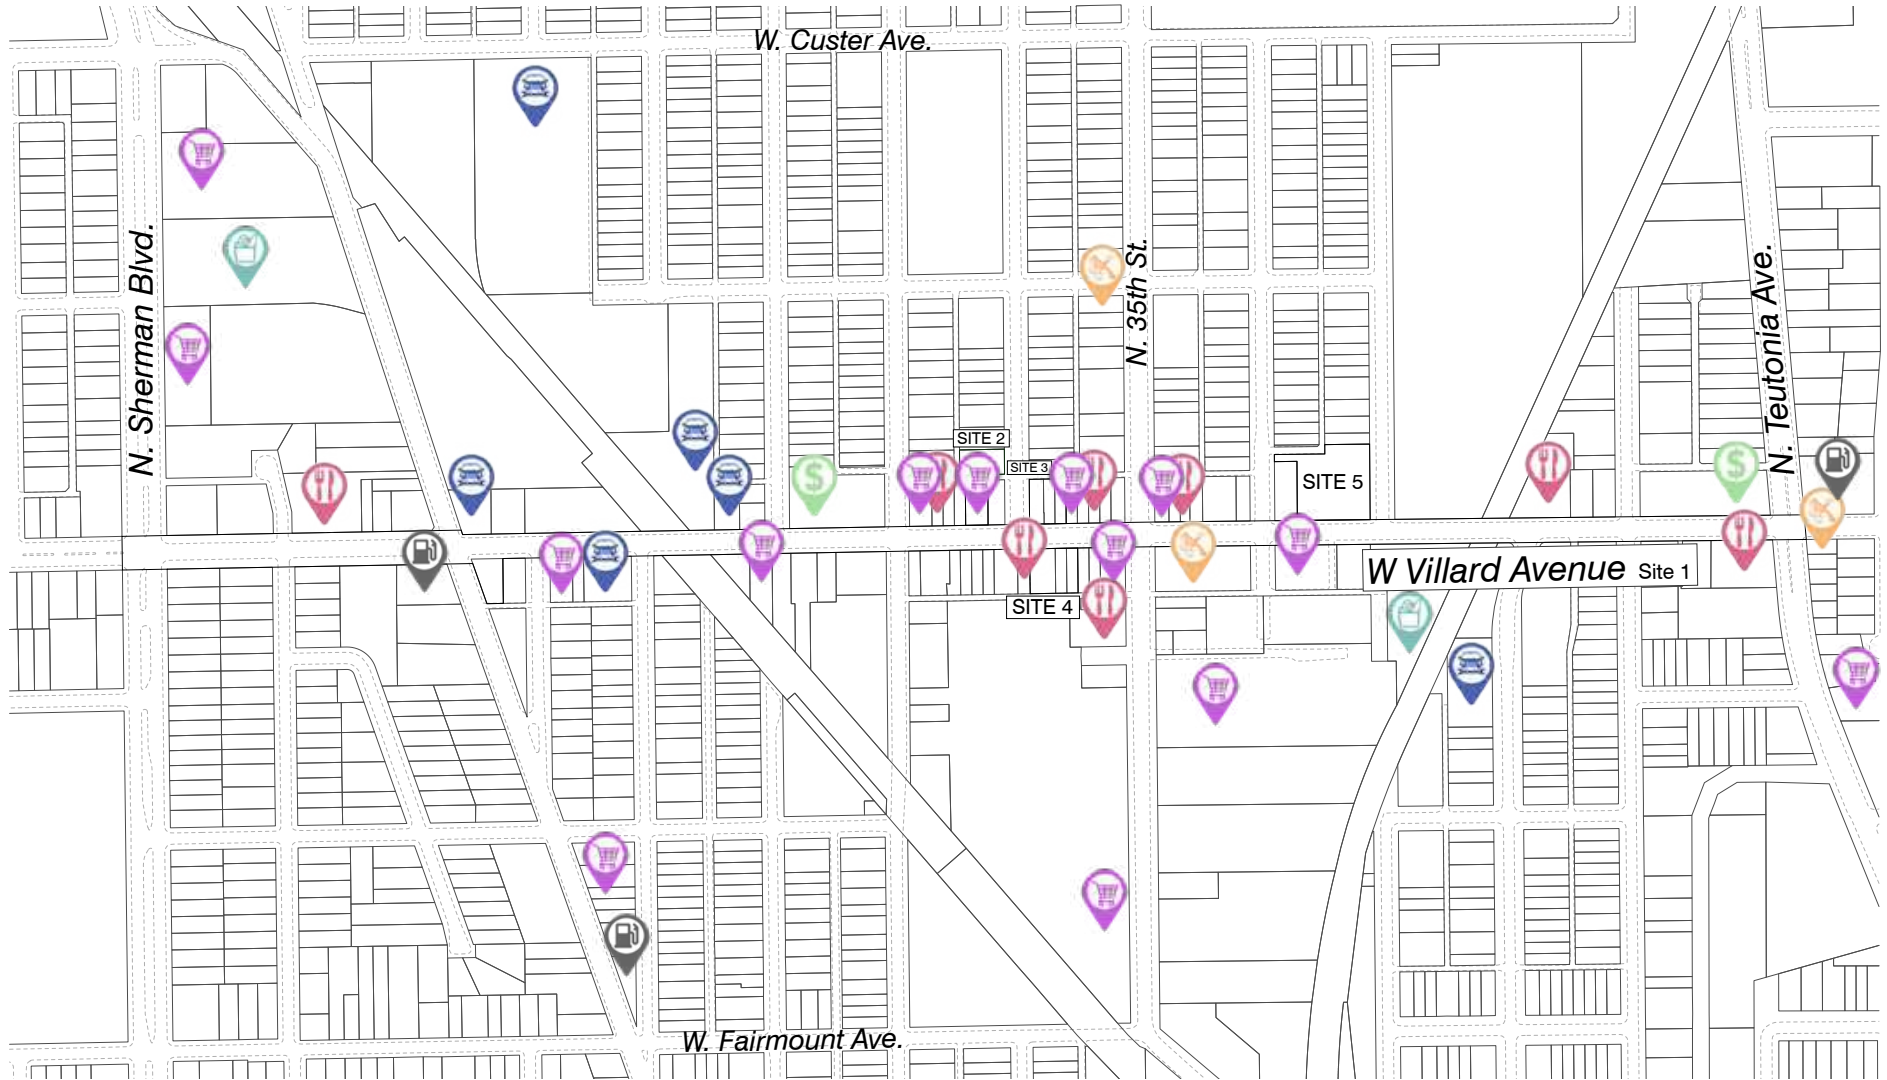 W. Custer Ave.
N. Sherman Blvd.
N. 35th St.
N. Teutonia Ave.
$
SITE 2
SITE 3
SITE 5
$
W Villard Avenue Site 1
SITE 4
W. Fairmount Ave.